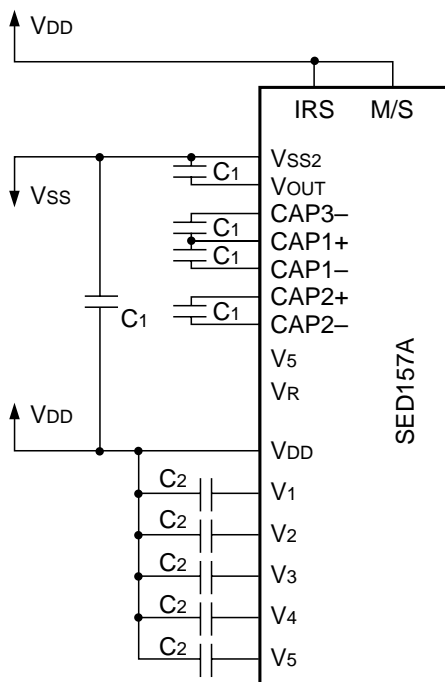 VDD
IRS M/S
VSS2
C1
VOUT
VSS
CAP3–
C1
CAP1+
C1
CAP1–
CAP2+
C1
C1
CAP2–
V5
SED157A
VR
VDD
VDD
C2
V1
C2
V2
C2
V3
C2
V4
C2
V5